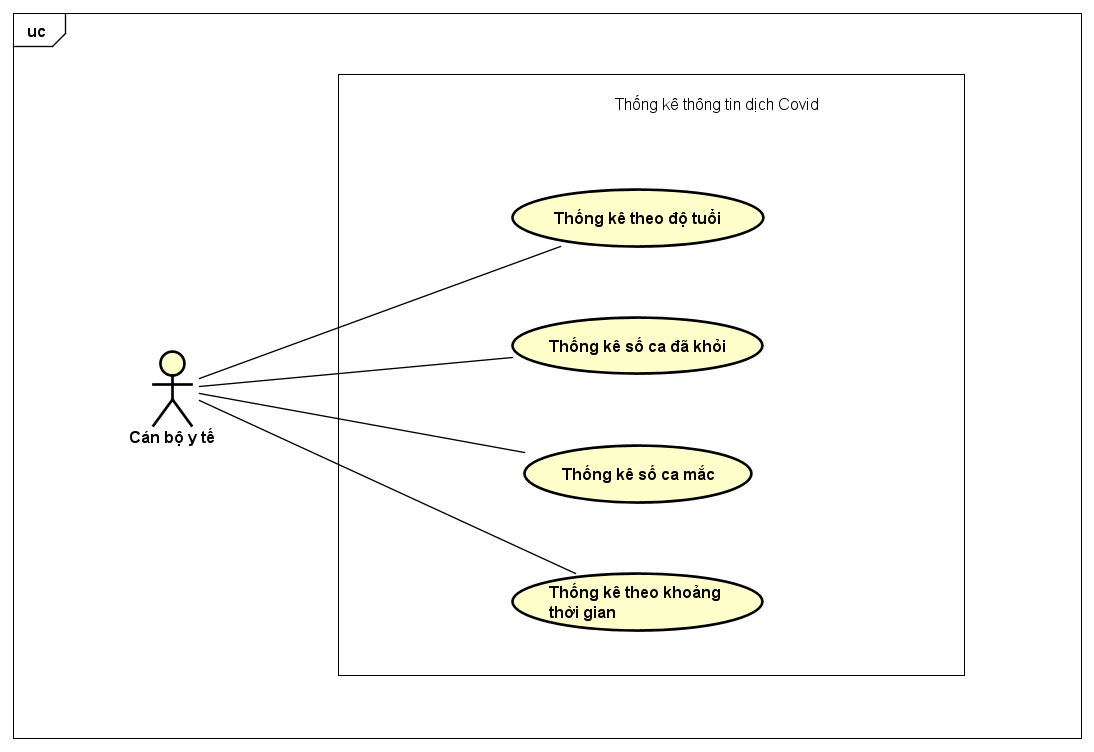 uc
Thống kê thông tin dịch Covid
Thống kê theo độ tuổi
Thống kê số ca đã khỏi
Cán bộ y tế
Thống kê số ca mắc
Thống kê theo khoảng
thời gian